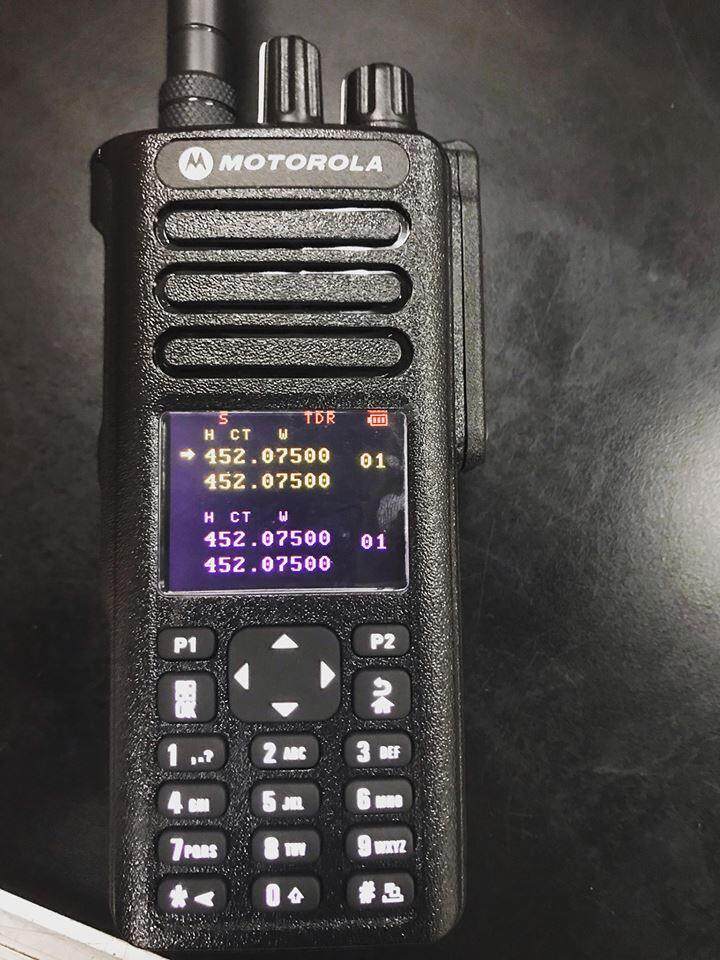 MOTOROLA
S TDR
H CT W
➔ 452.07500 01
452.07500
H CT W
452.07500 01
452.07500
P1 P2
OK
1 ,.? 2 ABC 3 DEF
4 GHI 5 JKL 6 MNO
7 PQRS 8 TUV 9 WXYZ
* < 0 #